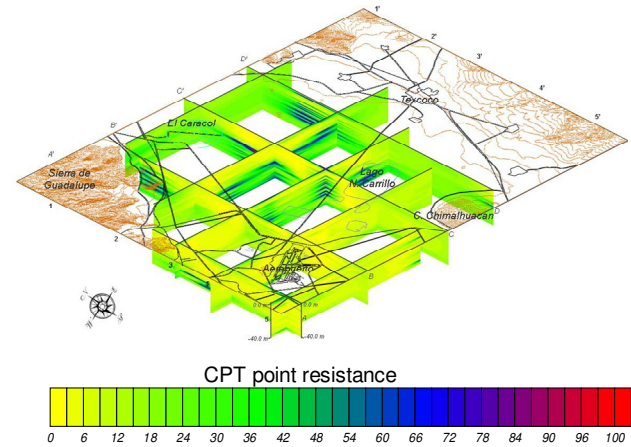 1'
2'
3'
4'
5'
D'
C'
B'
A'
Texcoco
El Caracol
Sierra de
Guadalupe
Lago
N. Carrillo
C. Chimalhuacan
D
C
B
A
1
2
3
5
0.0 m
0.0 m
-40.0 m
-40.0 m
CPT point resistance
0 6 12 18 24 30 36 42 48 54 60 66 72 78 84 90 96 102